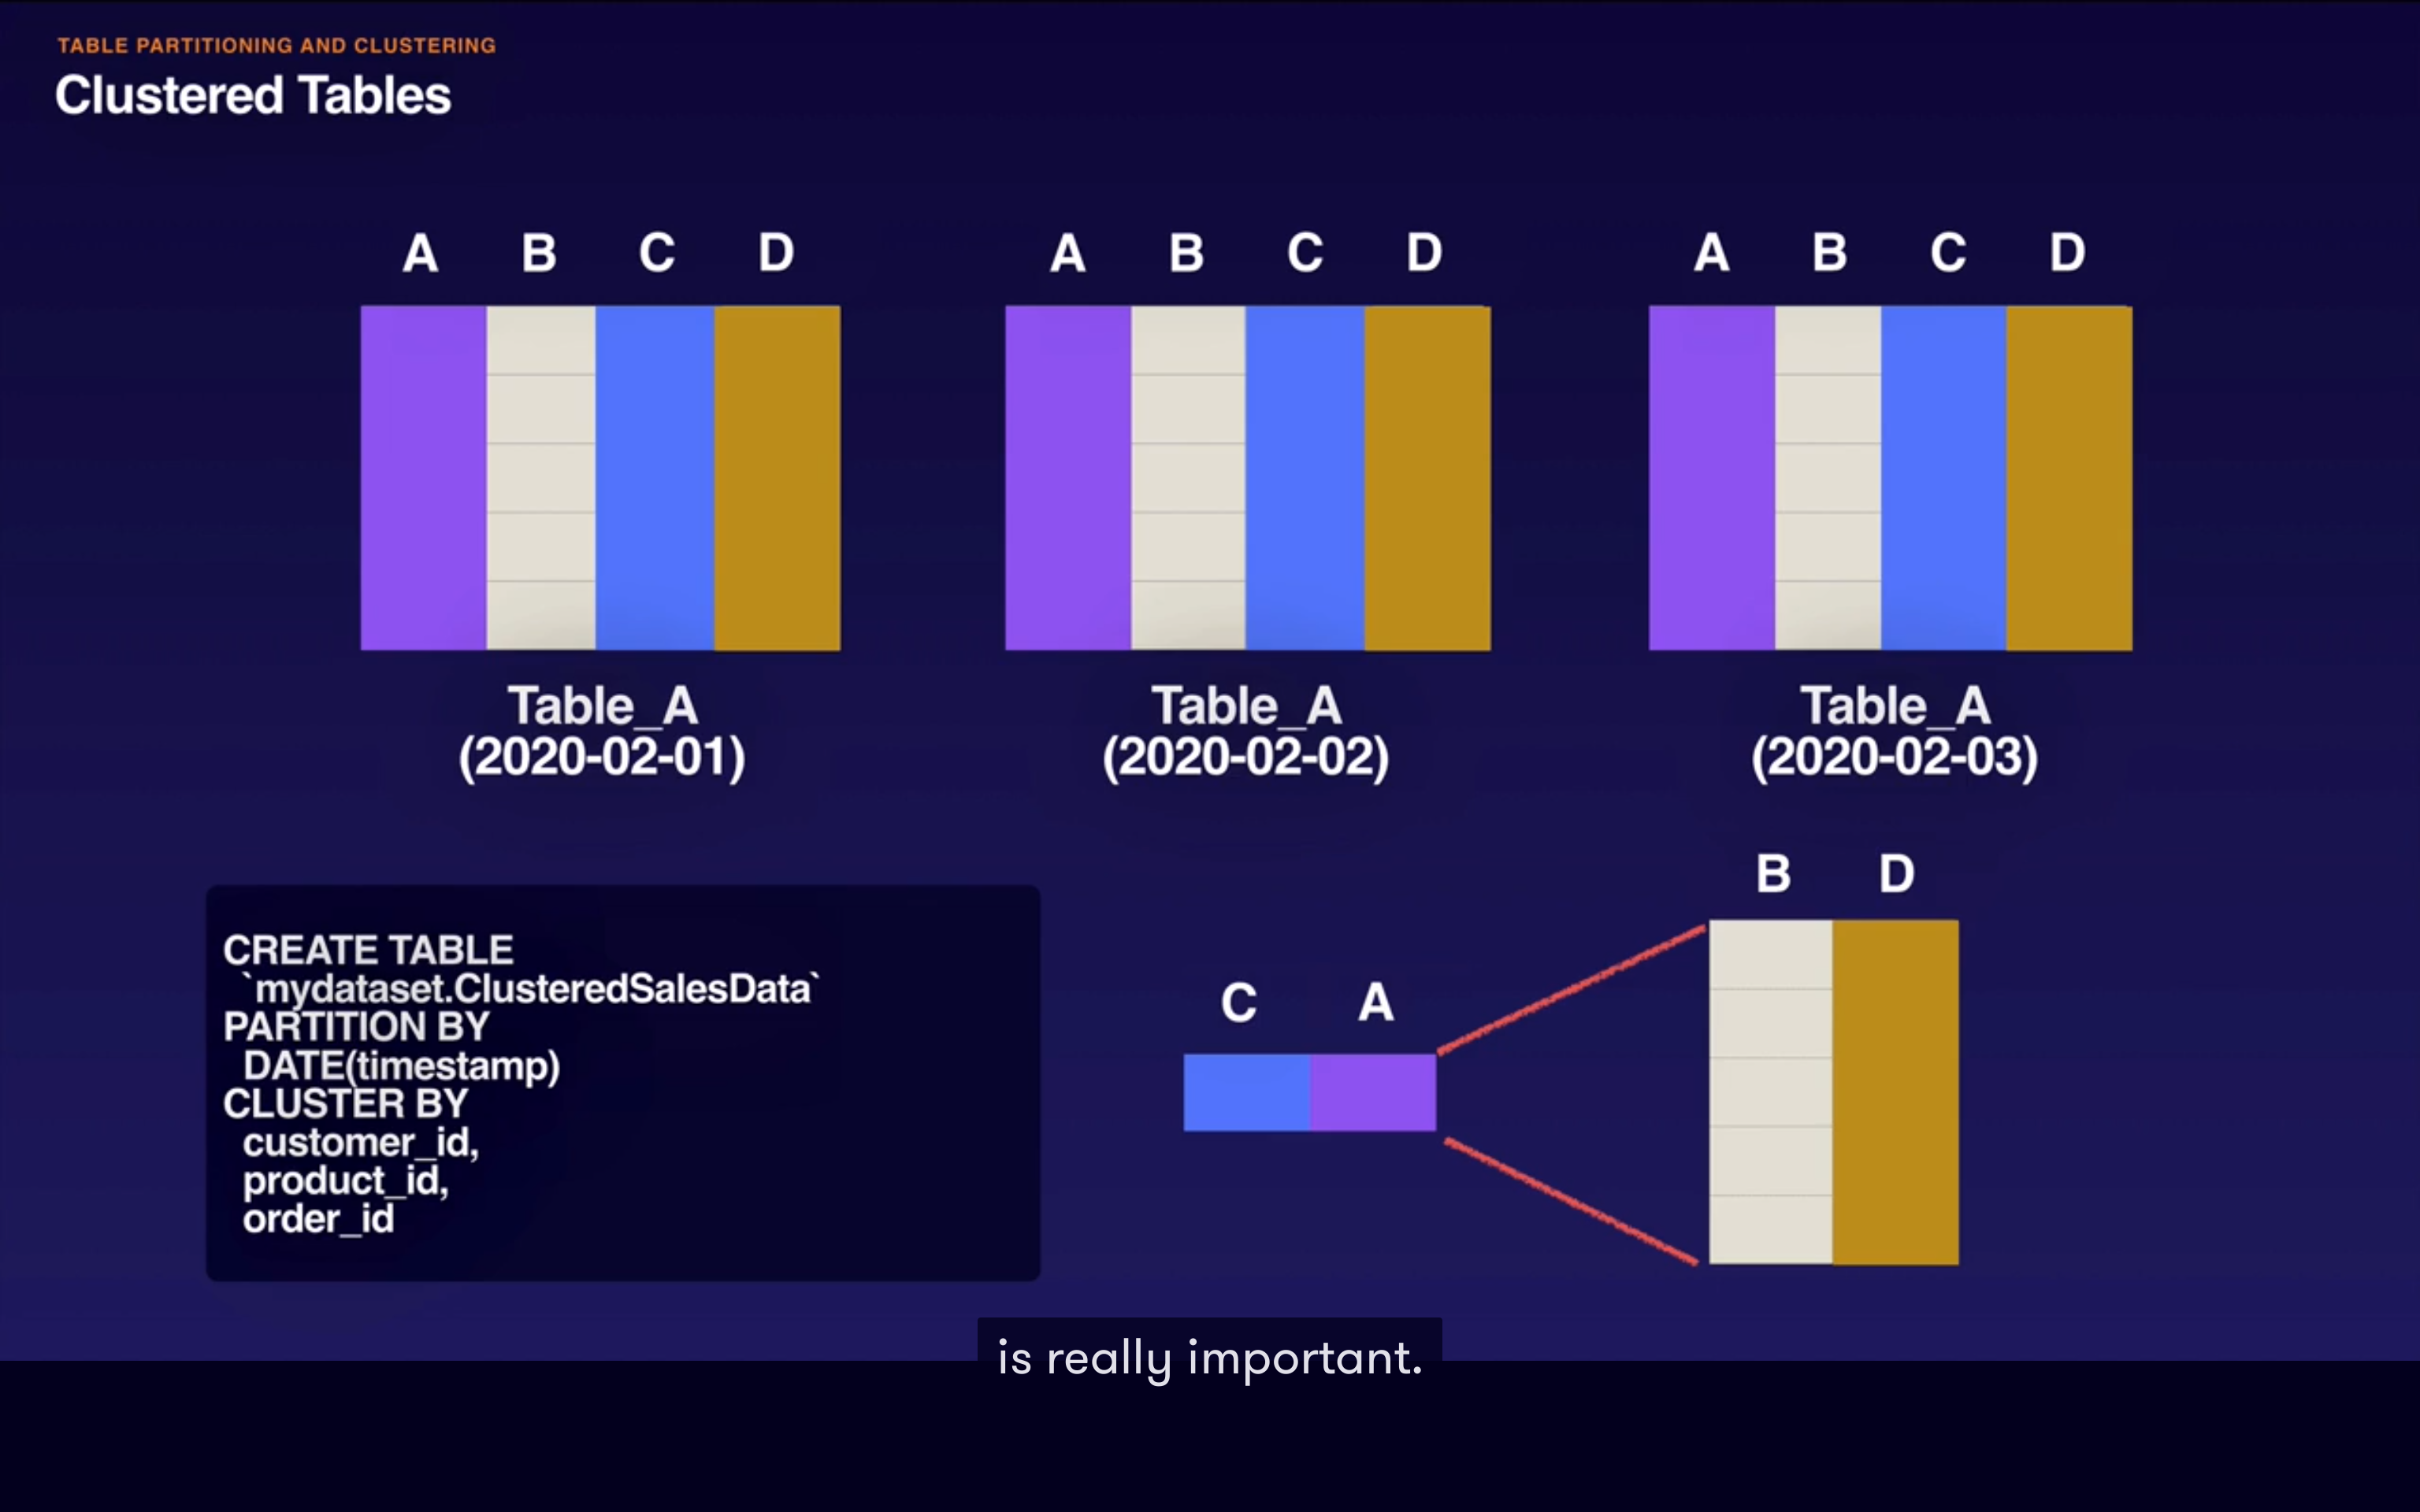 TABLE PARTITIONING AND CLUSTERING
Clustered Tables
A B C D
A B C D
A B C D
Table_A
(2020-02-01)
Table_A
(2020-02-02)
Table_A
(2020-02-03)
CREATE TABLE
`mydataset.ClusteredSalesData`
PARTITION BY
DATE(timestamp)
CLUSTER BY
customer_id,
product_id,
order_id
C A
B D
is really important.